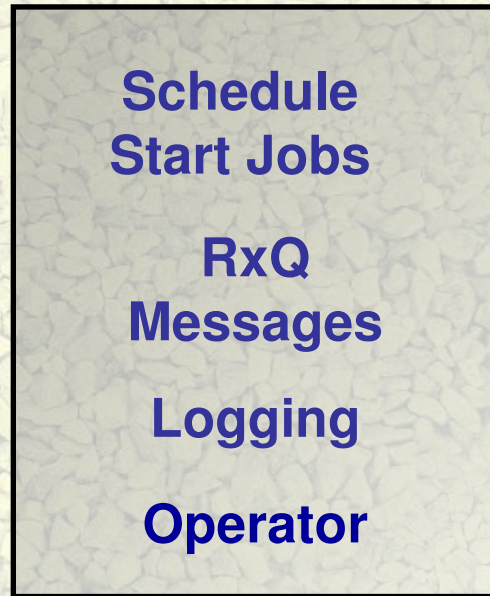 Schedule
Start Jobs
RxQ
Messages
Logging
Operator